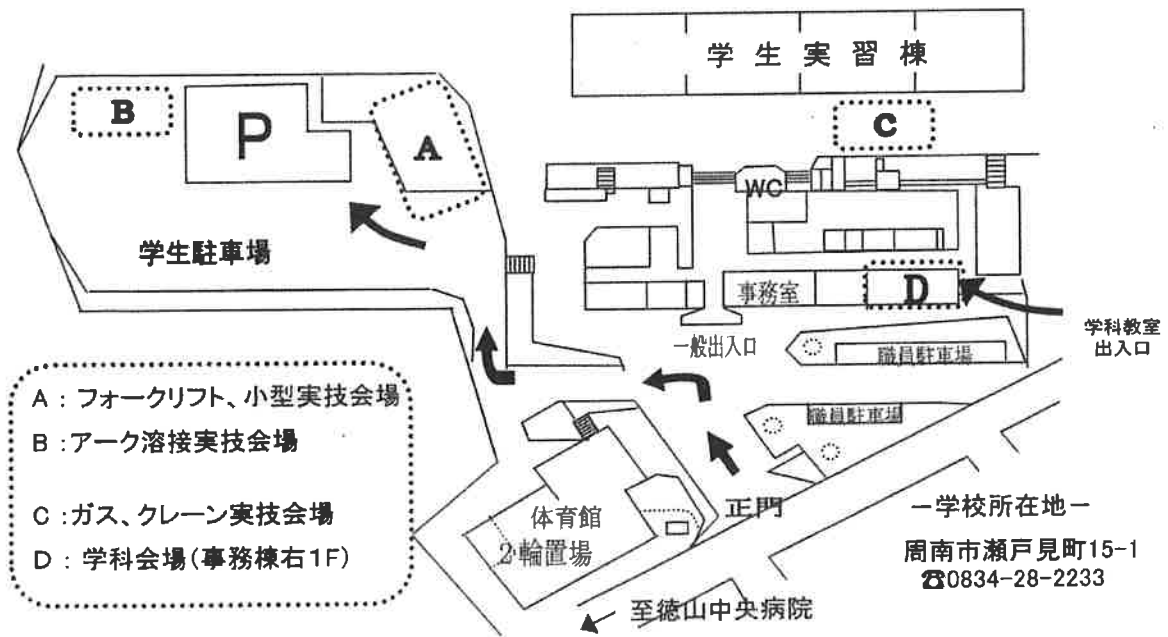 学生実習棟
B
P
A
C
WC
学生駐車場
事務室
D
学科教室
出入口
一般出入口
職員駐車場
職員駐車場
A : フォークリフト、小型実技会場
B : アーク溶接実技会場
C : ガス、クレーン実技会場
D : 学科会場(事務棟右1F)
正門
体育館
2輪置場
ー学校所在地ー
周南市瀬戸見町15-1
☎0834-28-2233
至徳山中央病院